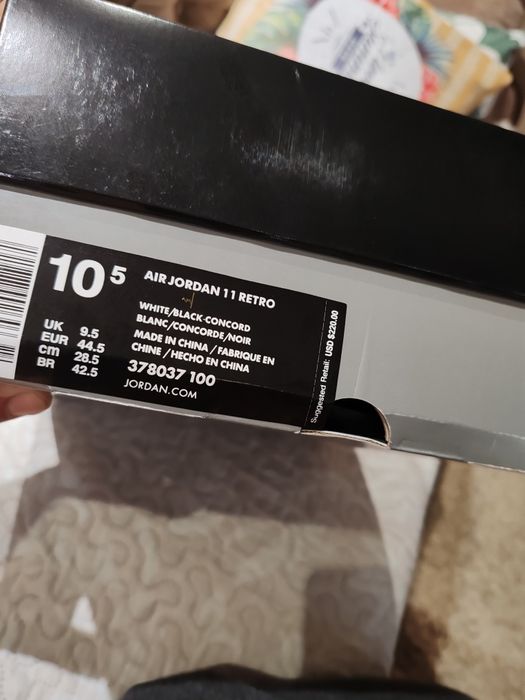 10 5
AIR JORDAN 11 RETRO
WHITE/BLACK-CONCORD
BLANC/CONCORDE/NOIR
MADE IN CHINA / FABRIQUE EN
CHINE / HECHO EN CHINA
378037 100
JORDAN.COM
UK 9.5
EUR 44.5
cm 28.5
BR 42.5
Suggested Retail: USD $220.00